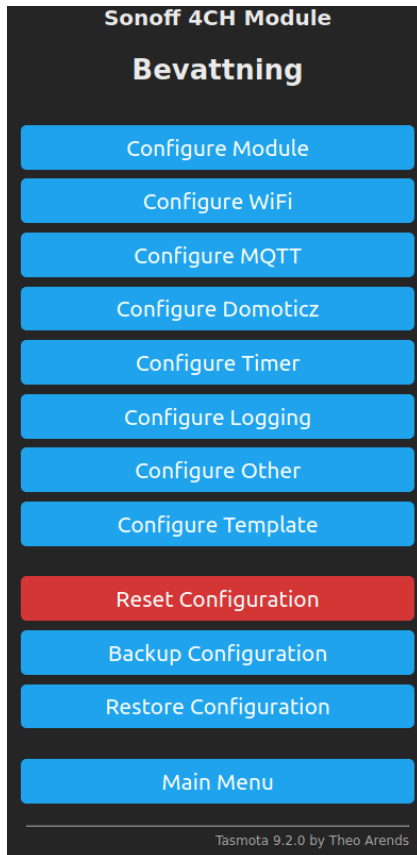 Sonoff 4CH Module
Bevattning
Configure Module
Configure WiFi
Configure MQTT
Configure Domoticz
Configure Timer
Configure Logging
Configure Other
Configure Template
Reset Configuration
Backup Configuration
Restore Configuration
Main Menu
Tasmota 9.2.0 by Theo Arends